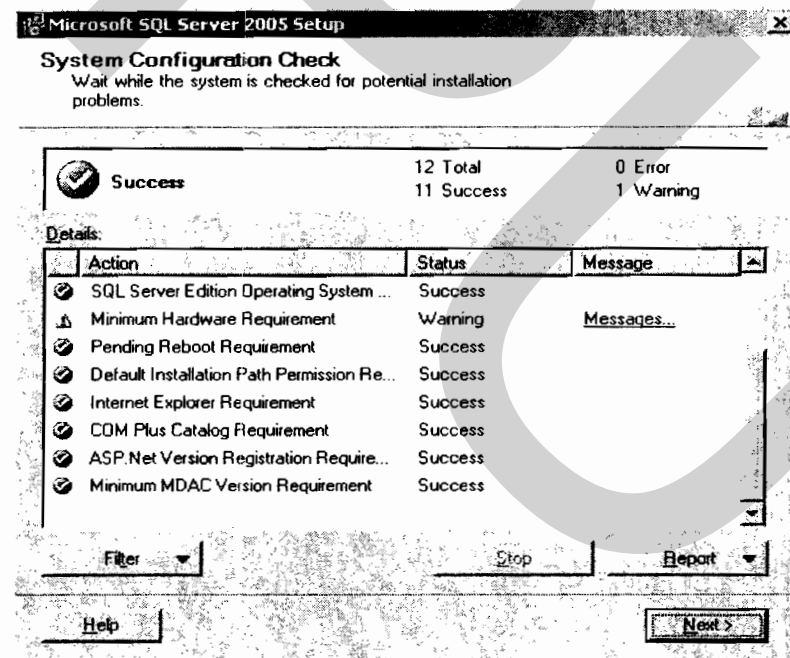 Microsoft SQL Server 2005 Setup
System Configuration Check
Wait while the system is checked for potential installation
problems.
Success
12 Total
0 Error
11 Success
1 Warning
Details:
Action Status Message
SQL Server Edition Operating System ... Success
Minimum Hardware Requirement Warning Messages...
Pending Reboot Requirement Success
Default Installation Path Permission Re... Success
Internet Explorer Requirement Success
COM Plus Catalog Requirement Success
ASP.Net Version Registration Require... Success
Minimum MDAC Version Requirement Success
Filter Stop Report
Help Next >